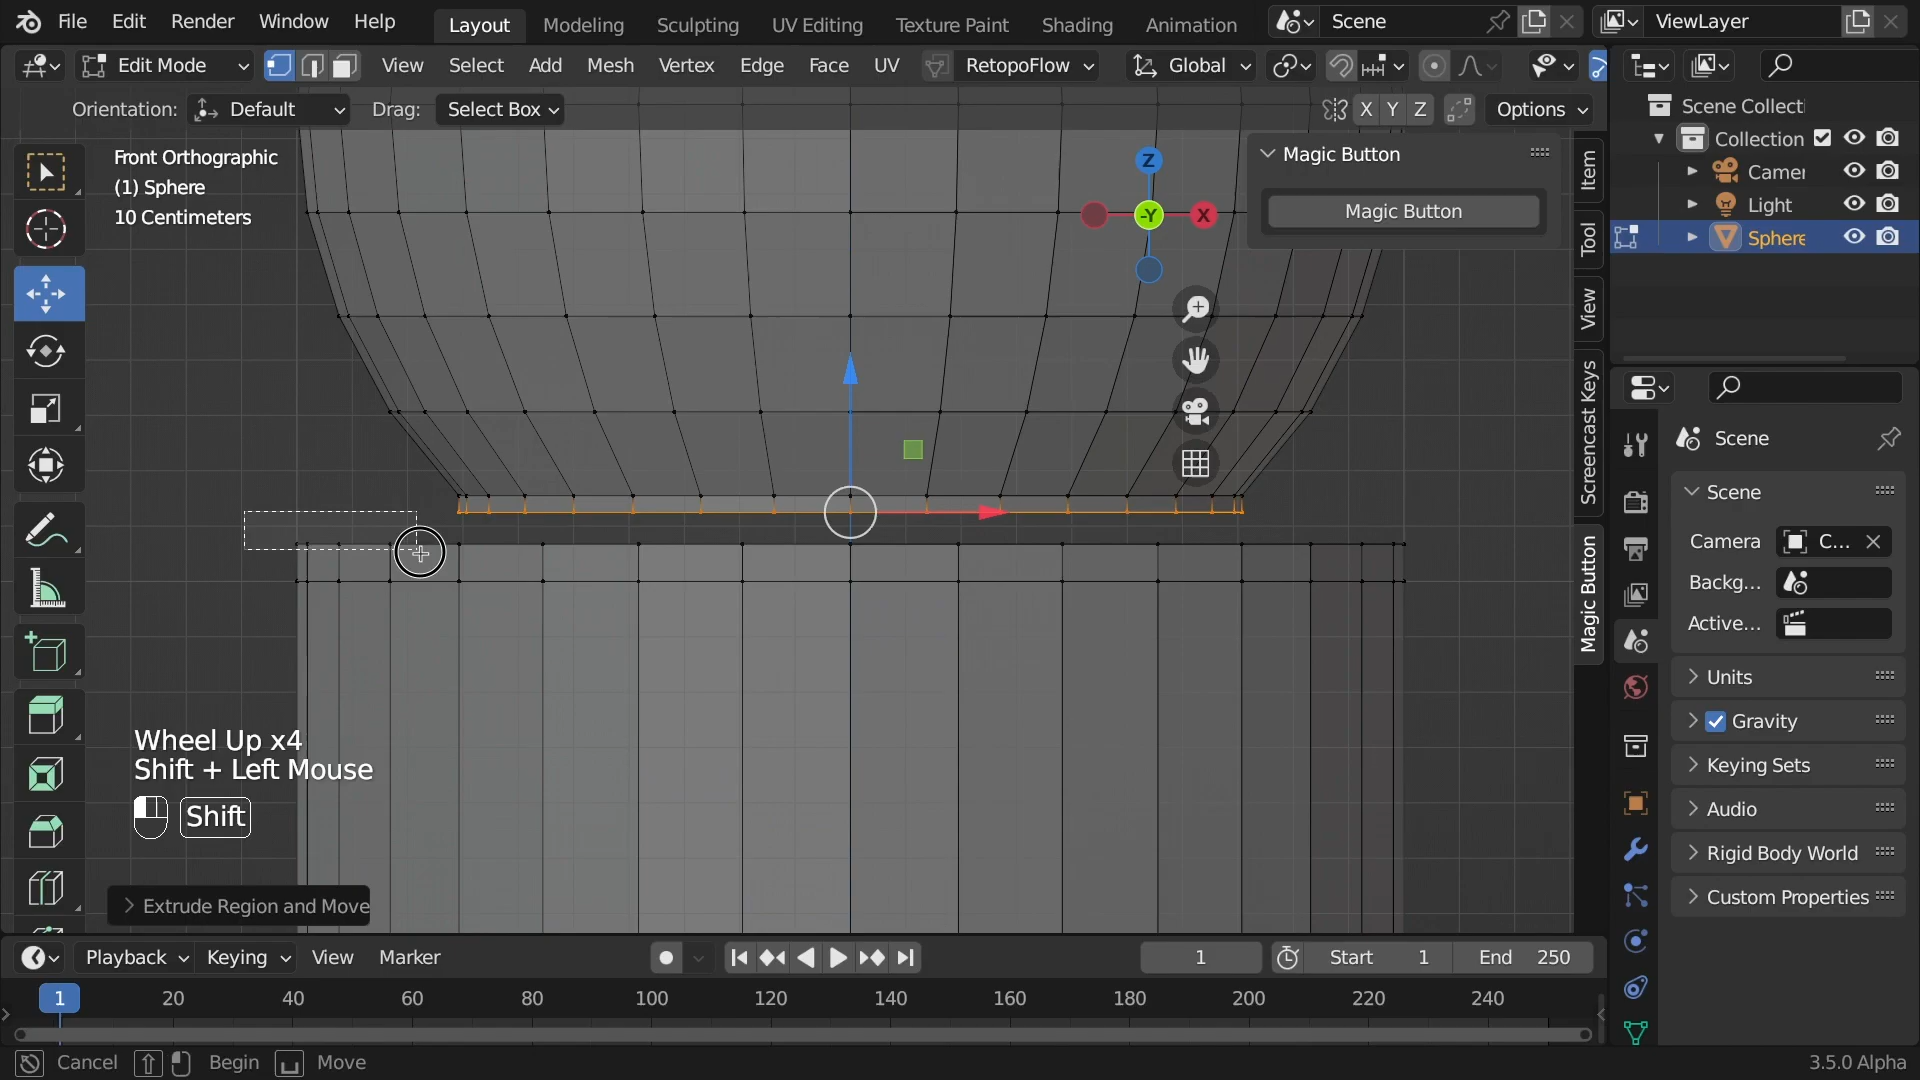 File Edit Render Window Help Layout Modeling Sculpting UV Editing Texture Paint Shading Animation Scene ViewLayer
Edit Mode View Select Add Mesh Vertex Edge Face UV RetopoFlow Global
Orientation: Default Drag: Select Box X Y Z Options
Front Orthographic
(1) Sphere
10 Centimeters
Z
-Y
X
Magic Button
Magic Button
Item
Tool
View
Screencast Keys
Magic Button
Scene Collecti
Collection
Camer
Light
Sphere
Scene
Scene
Camera C...
Backg...
Active...
Units
Gravity
Keying Sets
Audio
Rigid Body World
Custom Properties
Wheel Up x4
Shift + Left Mouse
Shift
Extrude Region and Move
Playback Keying View Marker 1 Start 1 End 250
1 20 40 60 80 100 120 140 160 180 200 220 240
Cancel Begin Move 3.5.0 Alpha